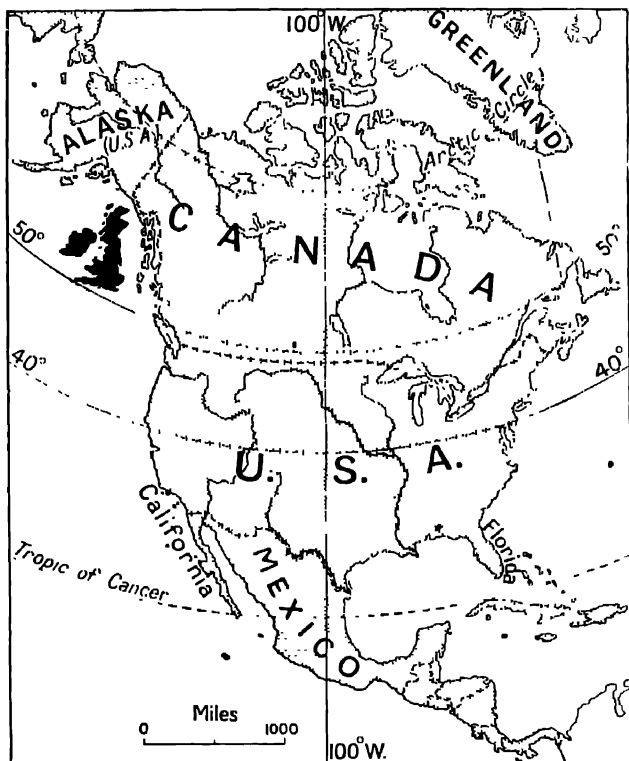 100°W.
GREENLAND
Arctic Circle
ALASKA
(USA)
CANADA
50°
50°
40°
40°
U.S.A.
California
Florida
Tropic of Cancer
MEXICO
Miles
0 1000
100°W.